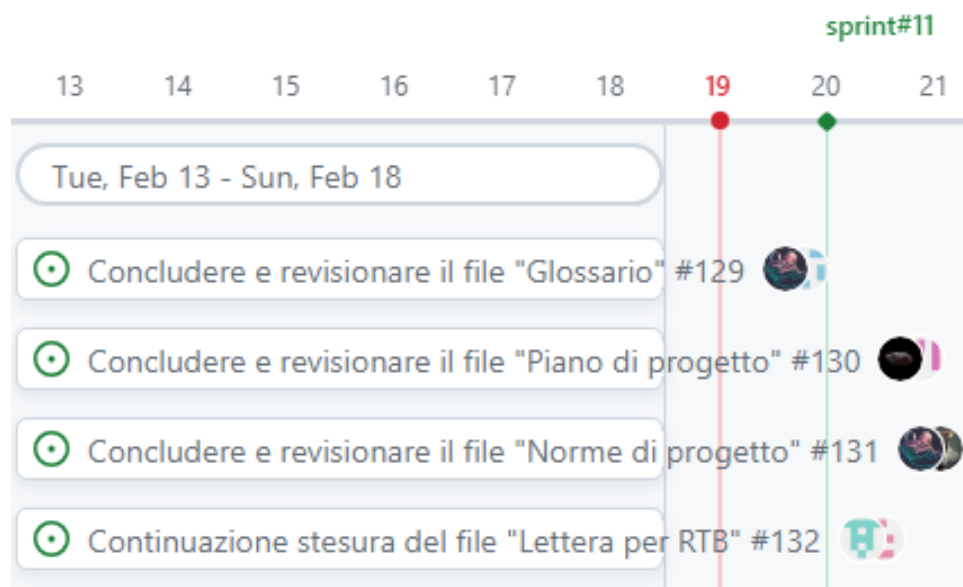 sprint#11
13 14 15 16 17 18 19 20 21
Tue, Feb 13 - Sun, Feb 18
Concludere e revisionare il file "Glossario" #129
Concludere e revisionare il file "Piano di progetto" #130
Concludere e revisionare il file "Norme di progetto" #131
Continuazione stesura del file "Lettera per RTB" #132